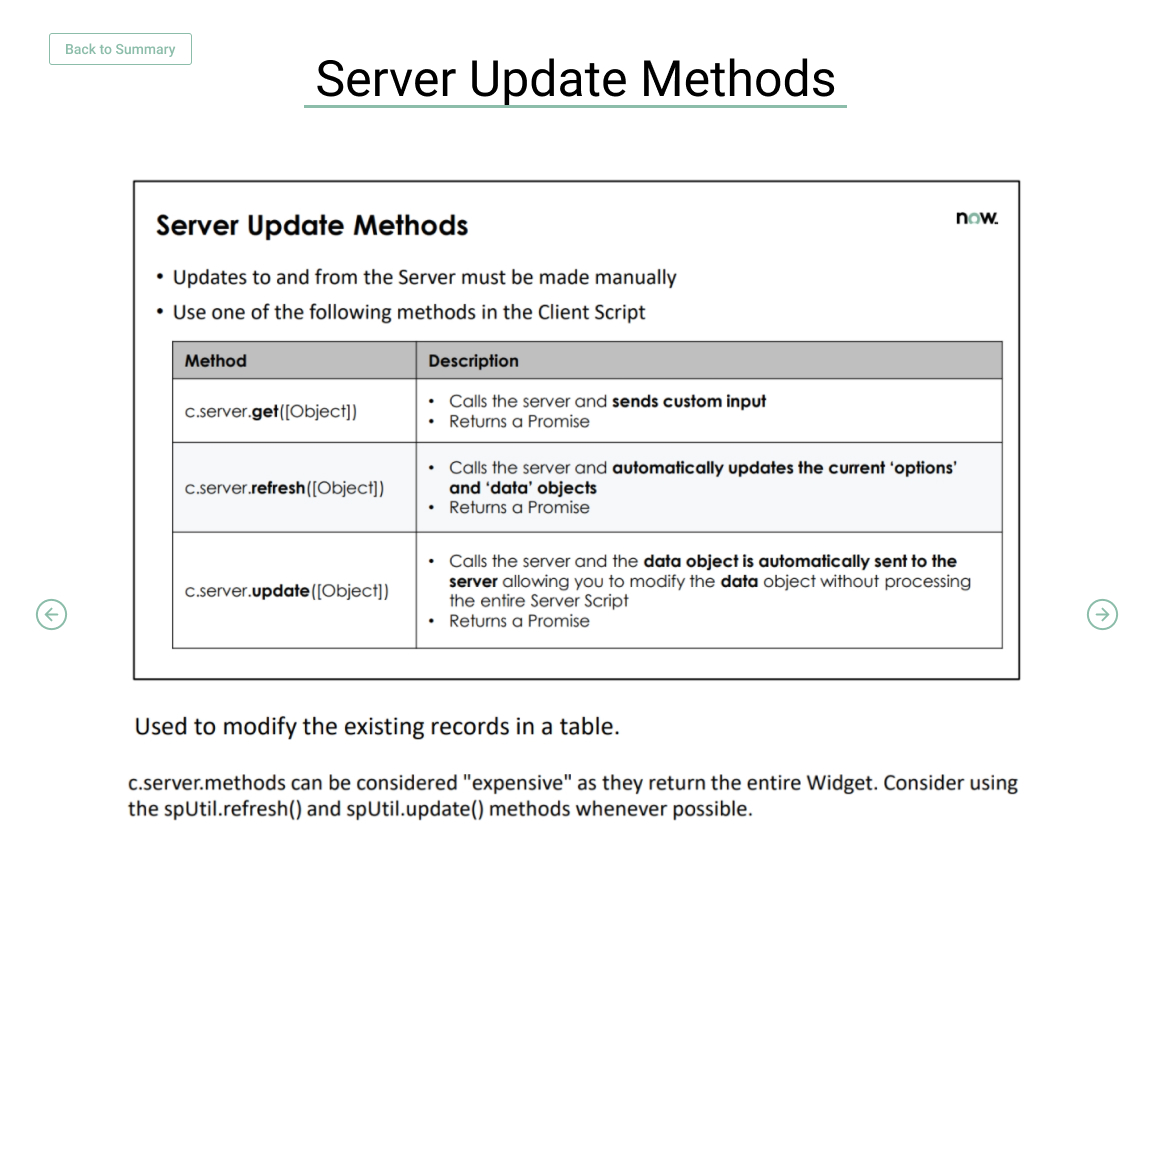 Back to Summary
Server Update Methods
Server Update Methods
now.
• Updates to and from the Server must be made manually
• Use one of the following methods in the Client Script
Method
Description
c.server.get([Object])
• Calls the server and sends custom input
• Returns a Promise
c.server.refresh([Object])
• Calls the server and automatically updates the current ‘options’
and ‘data’ objects
• Returns a Promise
c.server.update([Object])
• Calls the server and the data object is automatically sent to the
server allowing you to modify the data object without processing
the entire Server Script
• Returns a Promise
Used to modify the existing records in a table.
c.server.methods can be considered "expensive" as they return the entire Widget. Consider using
the spUtil.refresh() and spUtil.update() methods whenever possible.